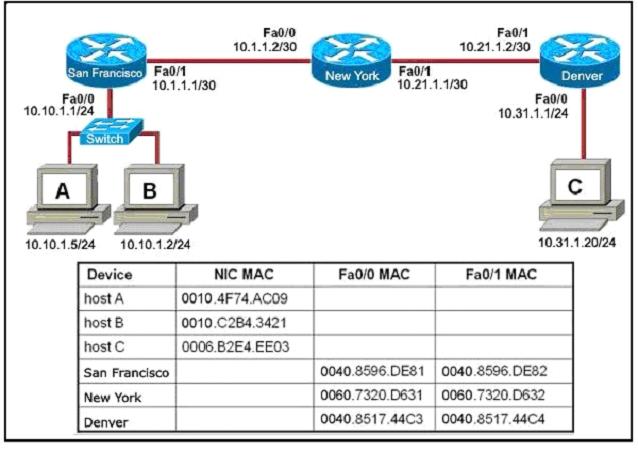 Fa0/0
10.1.1.2/30
Fa0/1
10.21.1.2/30
San Francisco
Fa0/1
10.1.1.1/30
New York
Fa0/1
10.21.1.1/30
Denver
Fa0/0
10.10.1.1/24
Fa0/0
10.31.1.1/24
Switch
A
B
C
10.10.1.5/24
10.10.1.2/24
10.31.1.20/24
Device NIC MAC Fa0/0 MAC Fa0/1 MAC
host A 0010.4F74.AC09
host B 0010.C2B4.3421
host C 0006.B2E4.EE03
San Francisco 0040.8596.DE81 0040.8596.DE82
New York 0060.7320.D631 0060.7320.D632
Denver 0040.8517.44C3 0040.8517.44C4